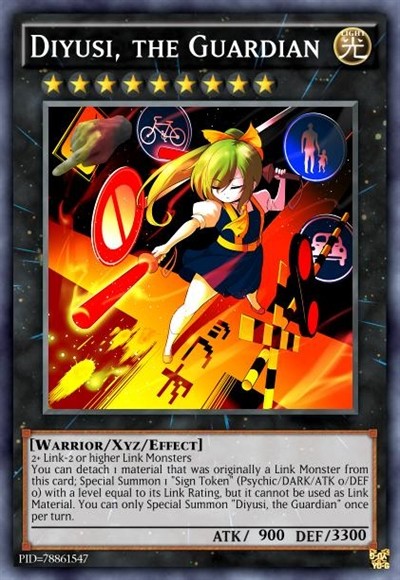 DIYUSI, THE GUARDIAN
LIGHT
光
[WARRIOR/XYZ/EFFECT]
2+ Link-2 or higher Link Monsters
You can detach 1 material that was originally a Link Monster from
this card; Special Summon 1 "Sign Token" (Psychic/DARK/ATK 0/DEF
0) with a level equal to its Link Rating, but it cannot be used as Link
Material. You can only Special Summon "Diyusi, the Guardian" once
per turn.
ATK/ 900 DEF/3300
PID=78861547